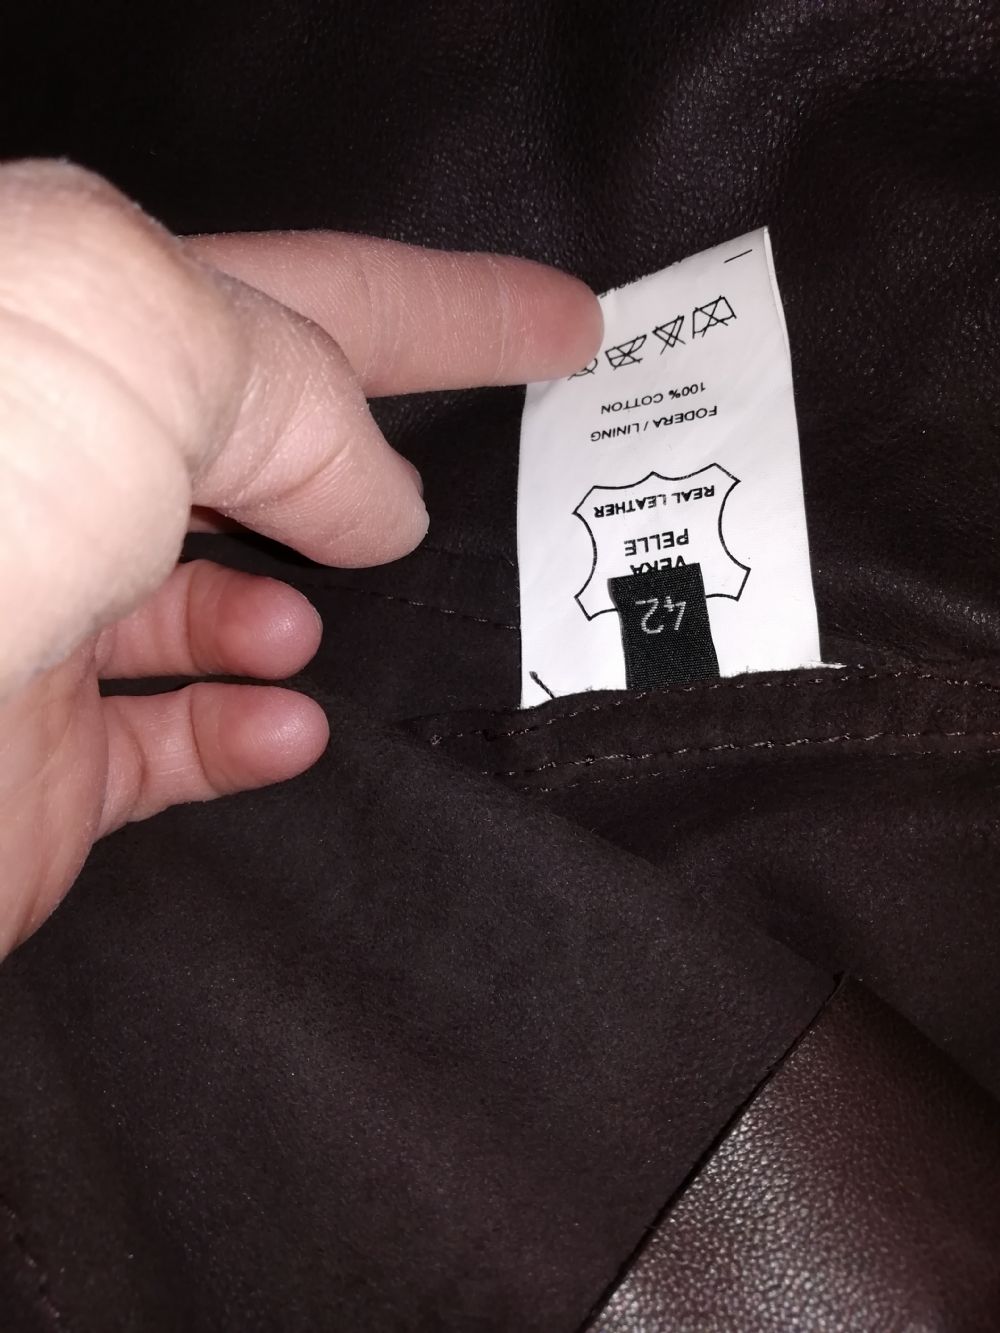 42
VERA
PELLE
REAL LEATHER
FODERA / LINING
100% COTTON